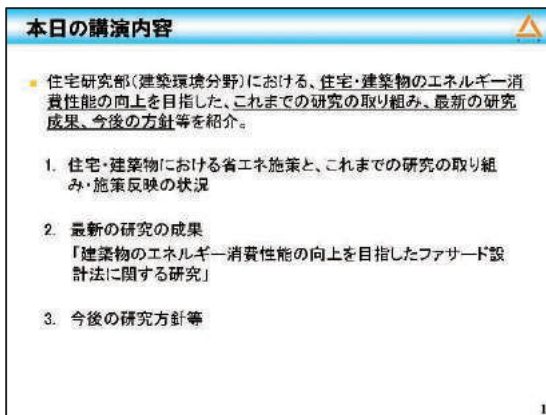 本日の講演内容
住宅研究部(建築環境分野)における、住宅・建築物のエネルギー消
費性能の向上を目指した、これまでの研究の取り組み、最新の研究
成果、今後の方針等を紹介。
1. 住宅・建築物における省エネ施策と、これまでの研究の取り組
み・施策反映の状況
2. 最新の研究の成果
「建築物のエネルギー消費性能の向上を目指したファサード設
計法に関する研究」
3. 今後の研究方針等
1